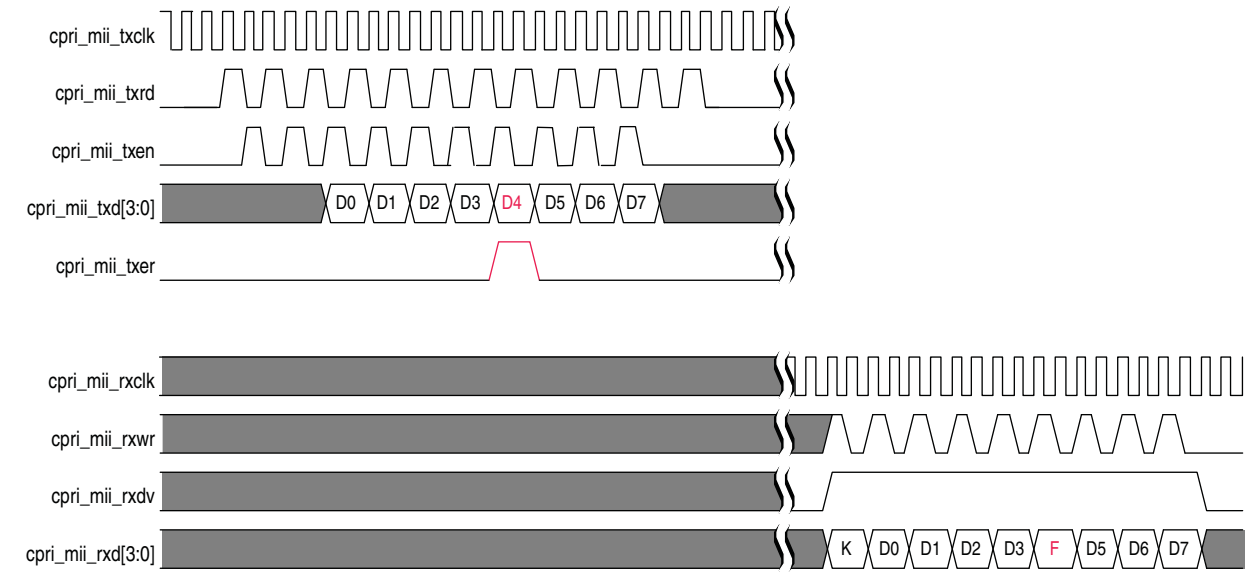 cpri_mii_txclk
cpri_mii_txrd
cpri_mii_txen
cpri_mii_txd[3:0] D0 D1 D2 D3 D4 D5 D6 D7
cpri_mii_txer
cpri_mii_rxclk
cpri_mii_rxwr
cpri_mii_rxdv
cpri_mii_rxd[3:0] K D0 D1 D2 D3 F D5 D6 D7